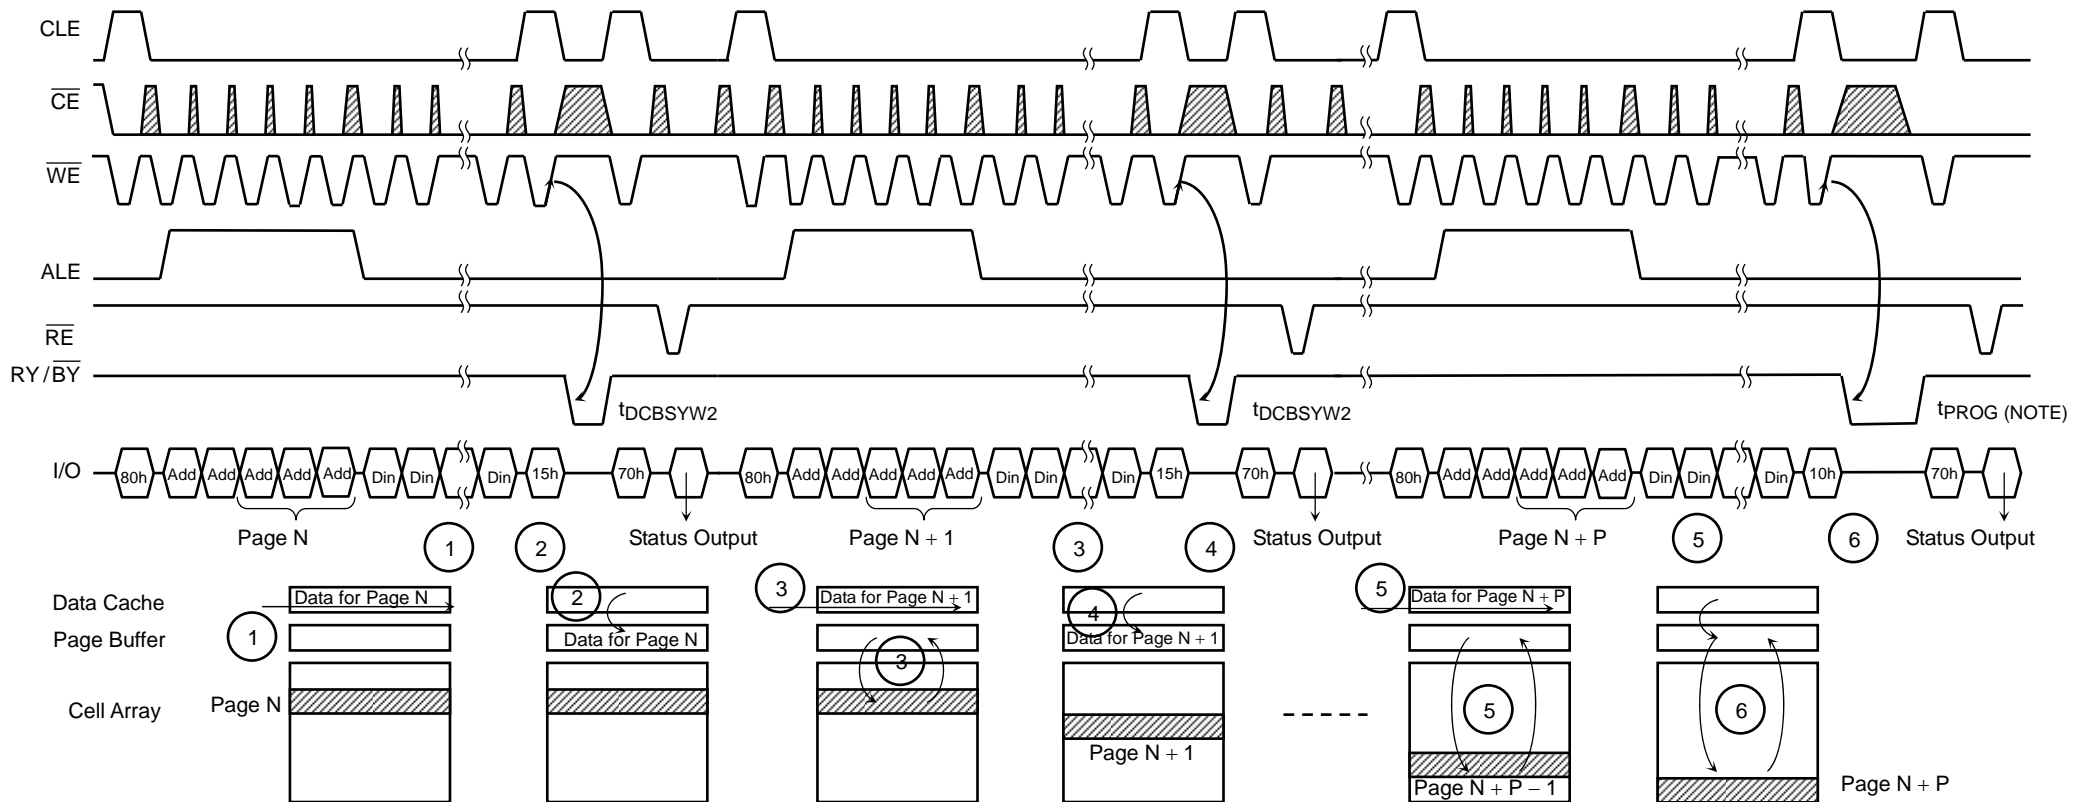 CLE
CE
WE
ALE
RE
RY/BY
tDCBSYW2 tDCBSYW2 tPROG (NOTE)
I/O 80h Add Add Add Add Add Din Din Din 15h 70h 80h Add Add Add Add Add Din Din Din 15h 70h 80h Add Add Add Add Add Din Din Din 10h 70h
Page N 1 2 Status Output Page N + 1 3 4 Status Output Page N + P 5 6 Status Output
Data Cache Data for Page N 2 3 Data for Page N + 1 4 5 Data for Page N + P
Page Buffer 1 Data for Page N 3 Data for Page N + 1
Cell Array Page N 5 6
Page N + 1
Page N + P − 1 Page N + P